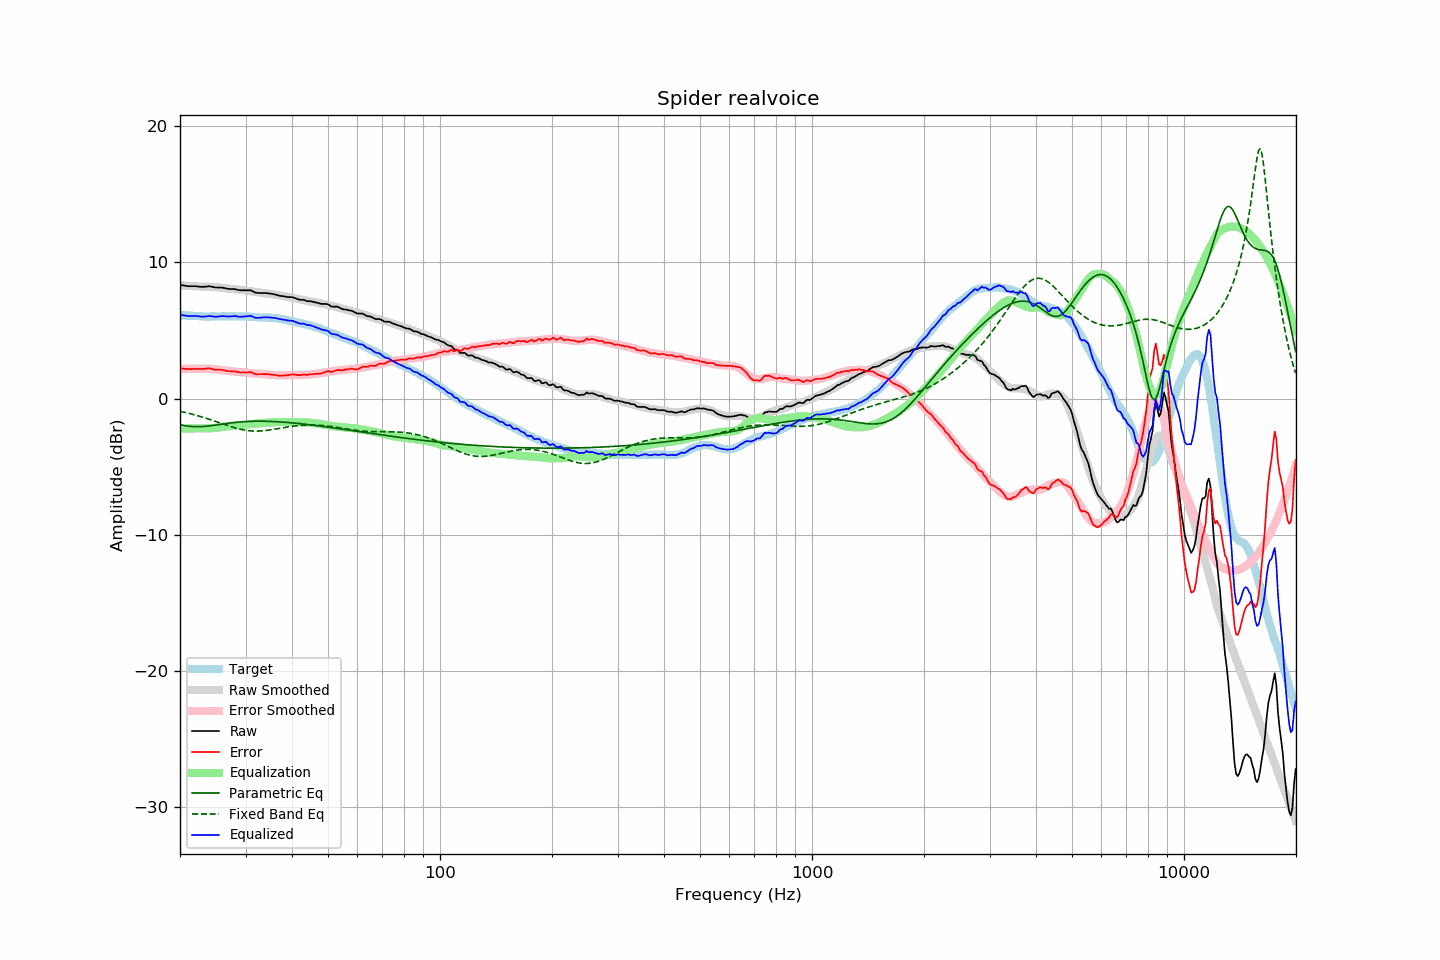 Spider realvoice
20
10
0
−10
−20
−30
Amplitude (dBr)
Target
Raw Smoothed
Error Smoothed
Raw
Error
Equalization
Parametric Eq
Fixed Band Eq
Equalized
100
1000
10000
Frequency (Hz)